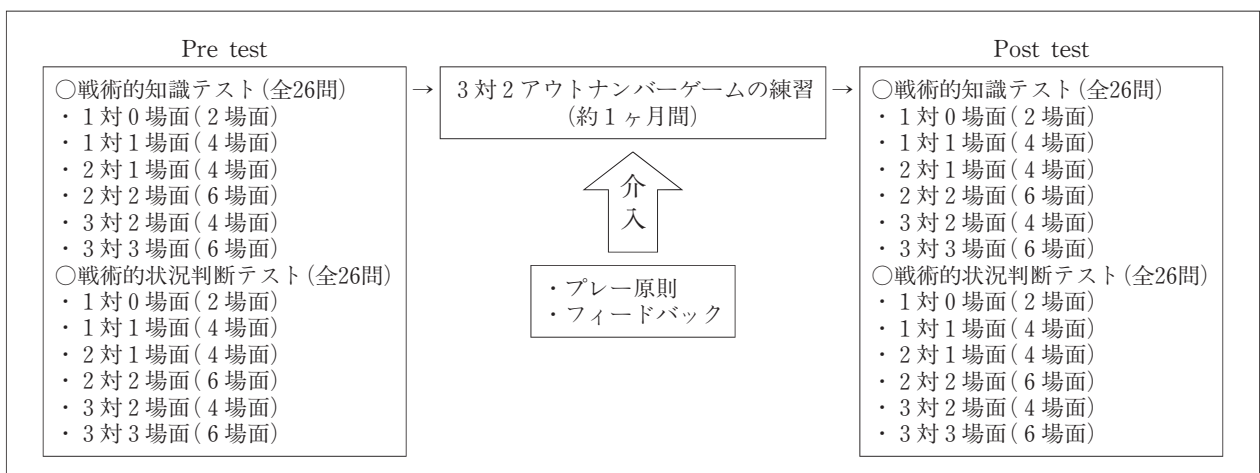 Pre test
○戦術的知識テスト(全26問)
・1対0場面(2場面)
・1対1場面(4場面)
・2対1場面(4場面)
・2対2場面(6場面)
・3対2場面(4場面)
・3対3場面(6場面)
○戦術的状況判断テスト(全26問)
・1対0場面(2場面)
・1対1場面(4場面)
・2対1場面(4場面)
・2対2場面(6場面)
・3対2場面(4場面)
・3対3場面(6場面)
→
3対2アウトナンバーゲームの練習
(約1ヶ月間)
介
入
・プレー原則
・フィードバック
→
Post test
○戦術的知識テスト(全26問)
・1対0場面(2場面)
・1対1場面(4場面)
・2対1場面(4場面)
・2対2場面(6場面)
・3対2場面(4場面)
・3対3場面(6場面)
○戦術的状況判断テスト(全26問)
・1対0場面(2場面)
・1対1場面(4場面)
・2対1場面(4場面)
・2対2場面(6場面)
・3対2場面(4場面)
・3対3場面(6場面)